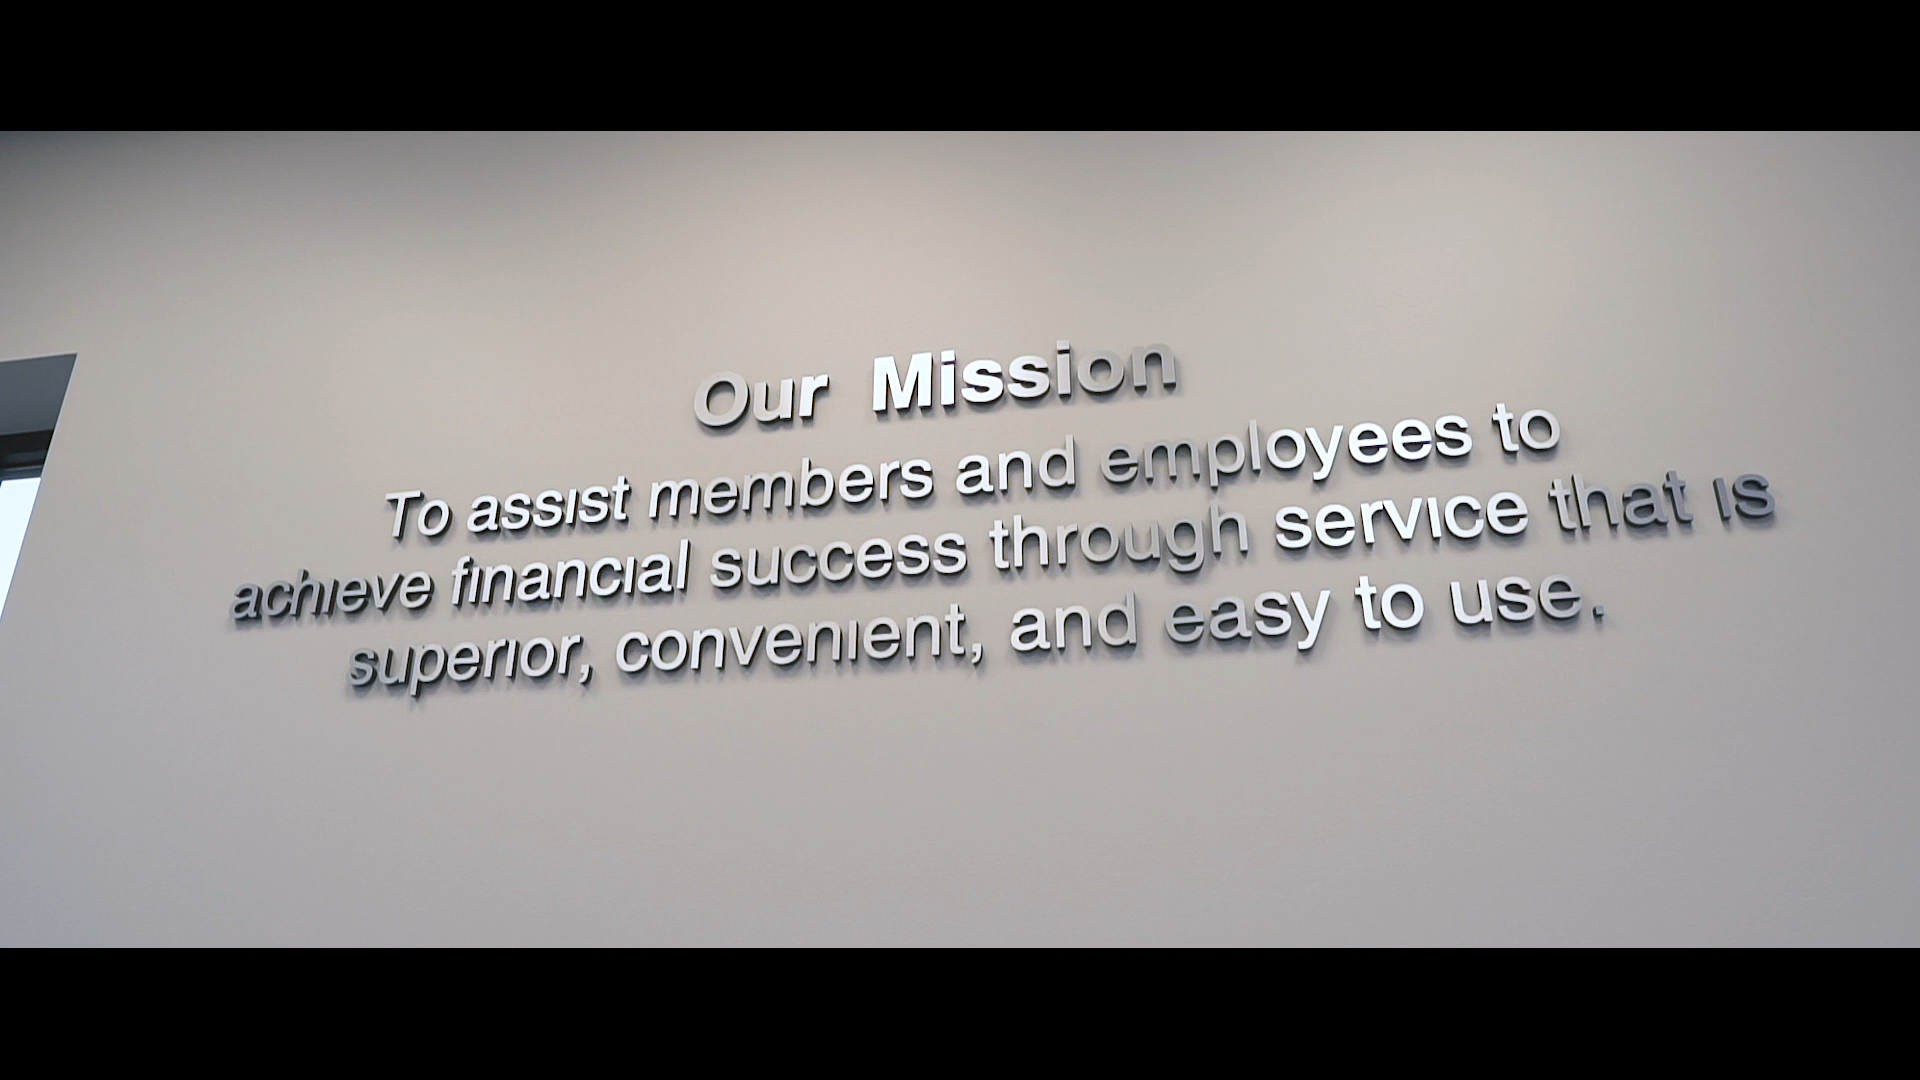 Our Mission
To assist members and employees to
achieve financial success through service that is
superior, convenient, and easy to use.